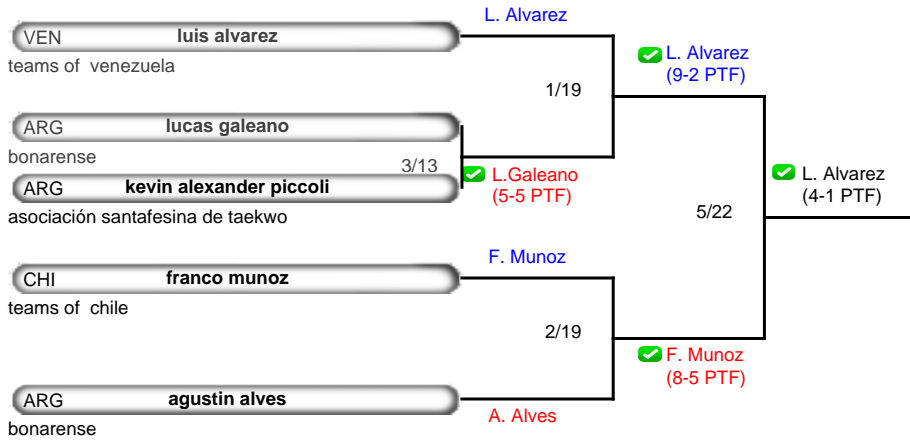 L. Alvarez
VEN luis alvarez
teams of venezuela
L. Alvarez
(9-2 PTF)
1/19
ARG lucas galeano
bonarense
3/13
L.Galeano
(5-5 PTF)
ARG kevin alexander piccoli
asociación santafesina de taekwo
L. Alvarez
(4-1 PTF)
5/22
F. Munoz
CHI franco munoz
teams of chile
2/19
F. Munoz
(8-5 PTF)
ARG agustin alves
A. Alves
bonarense